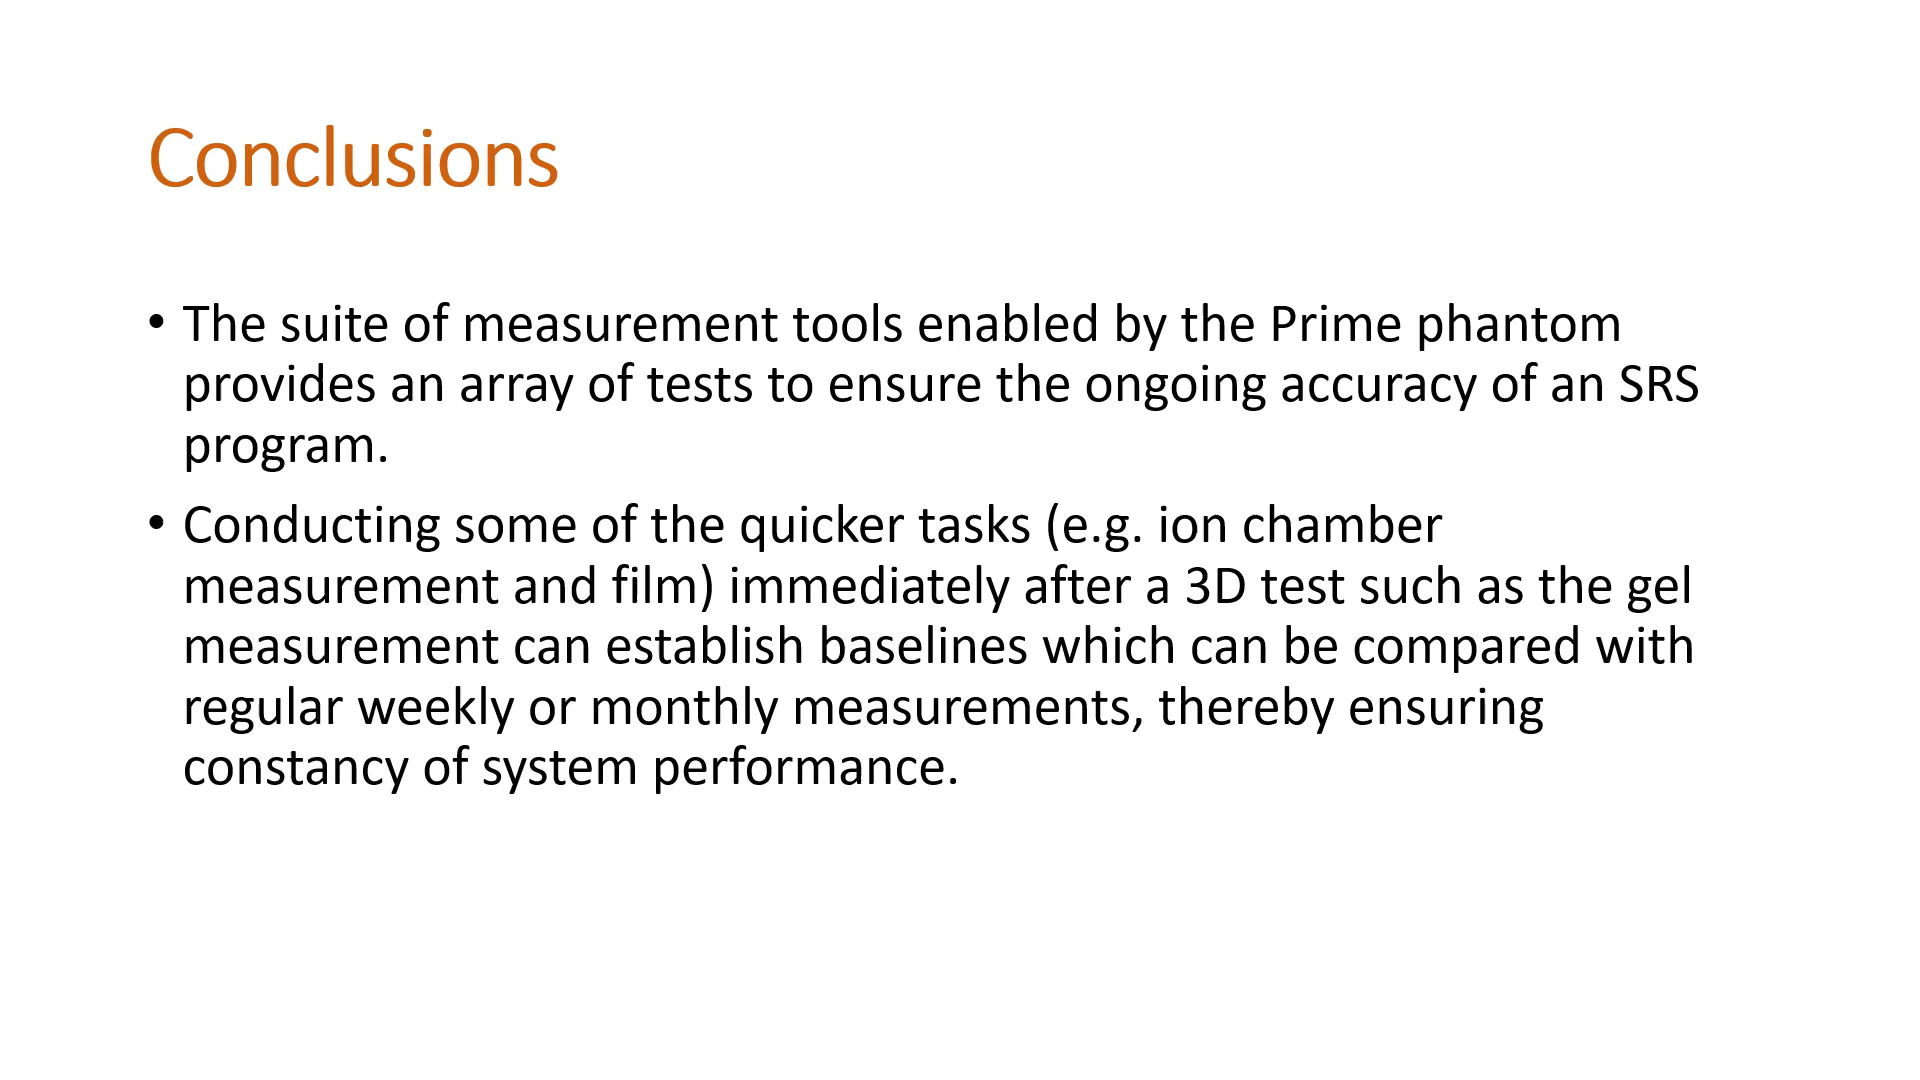 Conclusions
• The suite of measurement tools enabled by the Prime phantom
provides an array of tests to ensure the ongoing accuracy of an SRS
program.
• Conducting some of the quicker tasks (e.g. ion chamber
measurement and film) immediately after a 3D test such as the gel
measurement can establish baselines which can be compared with
regular weekly or monthly measurements, thereby ensuring
constancy of system performance.